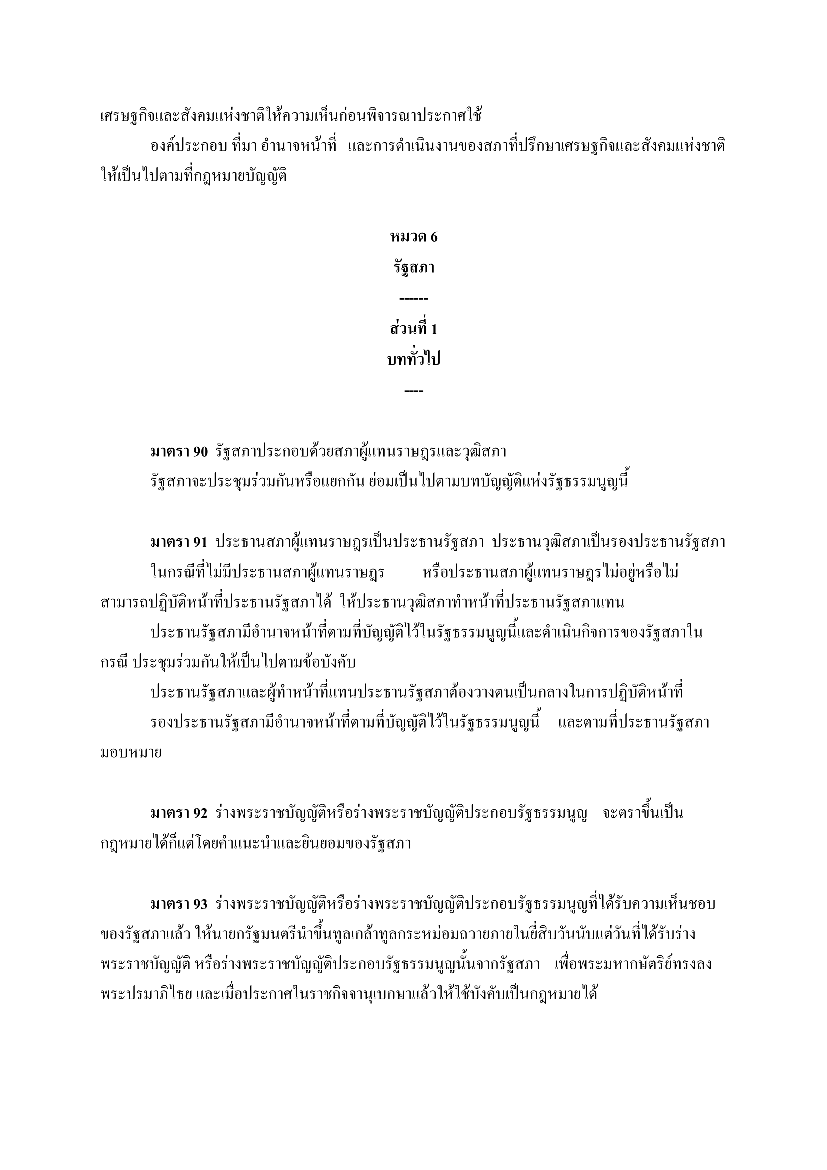 เศรษฐกิจและสังคมแห่งชาติให้ความเห็นก่อนพิจารณาประกาศใช้
องค์ประกอบ ที่มา อำนาจหน้าที่ และการดำเนินงานของสภาที่ปรึกษาเศรษฐกิจและสังคมแห่งชาติ
ให้เป็นไปตามที่กฎหมายบัญญัติ
หมวด 6
รัฐสภา
------
ส่วนที่ 1
บททั่วไป
----
มาตรา 90 รัฐสภาประกอบด้วยสภาผู้แทนราษฎรและวุฒิสภา
รัฐสภาจะประชุมร่วมกันหรือแยกกัน ย่อมเป็นไปตามบทบัญญัติแห่งรัฐธรรมนูญนี้
มาตรา 91 ประธานสภาผู้แทนราษฎรเป็นประธานรัฐสภา ประธานวุฒิสภาเป็นรองประธานรัฐสภา
ในกรณีที่ไม่มีประธานสภาผู้แทนราษฎร หรือประธานสภาผู้แทนราษฎรไม่อยู่หรือไม่
สามารถปฏิบัติหน้าที่ประธานรัฐสภาได้ ให้ประธานวุฒิสภาทำหน้าที่ประธานรัฐสภาแทน
ประธานรัฐสภามีอำนาจหน้าที่ตามที่บัญญัติไว้ในรัฐธรรมนูญนี้และดำเนินกิจการของรัฐสภาใน
กรณี ประชุมร่วมกันให้เป็นไปตามข้อบังคับ
ประธานรัฐสภาและผู้ทำหน้าที่แทนประธานรัฐสภาต้องวางตนเป็นกลางในการปฏิบัติหน้าที่
รองประธานรัฐสภามีอำนาจหน้าที่ตามที่บัญญัติไว้ในรัฐธรรมนูญนี้ และตามที่ประธานรัฐสภา
มอบหมาย
มาตรา 92 ร่างพระราชบัญญัติหรือร่างพระราชบัญญัติประกอบรัฐธรรมนูญ จะตราขึ้นเป็น
กฎหมายได้ก็แต่โดยคำแนะนำและยินยอมของรัฐสภา
มาตรา 93 ร่างพระราชบัญญัติหรือร่างพระราชบัญญัติประกอบรัฐธรรมนูญที่ได้รับความเห็นชอบ
ของรัฐสภาแล้ว ให้นายกรัฐมนตรีนำขึ้นทูลเกล้าทูลกระหม่อมถวายภายในยี่สิบวันนับแต่วันที่ได้รับร่าง
พระราชบัญญัติ หรือร่างพระราชบัญญัติประกอบรัฐธรรมนูญนั้นจากรัฐสภา เพื่อพระมหากษัตริย์ทรงลง
พระปรมาภิไธย และเมื่อประกาศในราชกิจจานุเบกษาแล้วให้ใช้บังคับเป็นกฎหมายได้